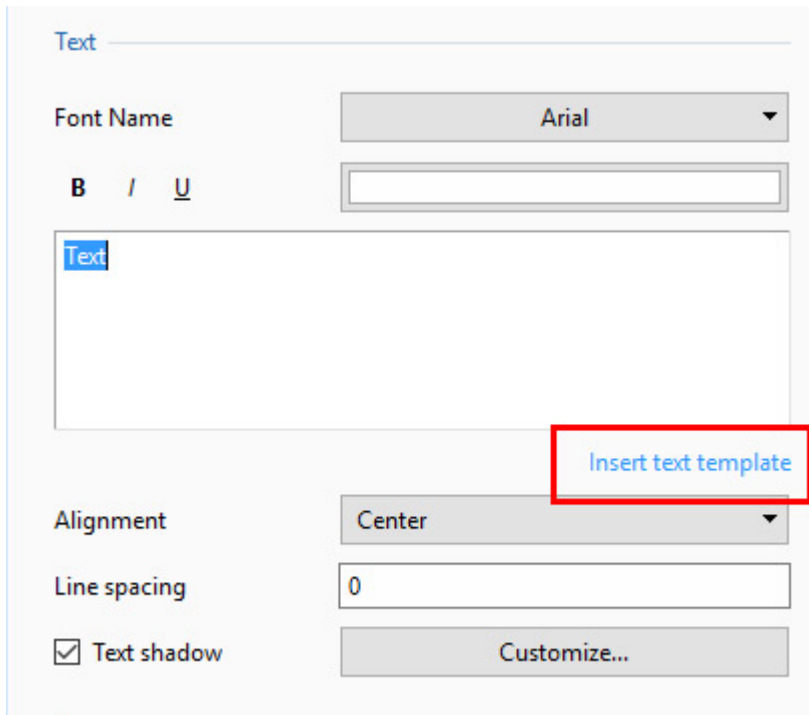 Text
Font Name Arial
B I U
Text
Insert text template
Alignment Center
Line spacing 0
Text shadow Customize...